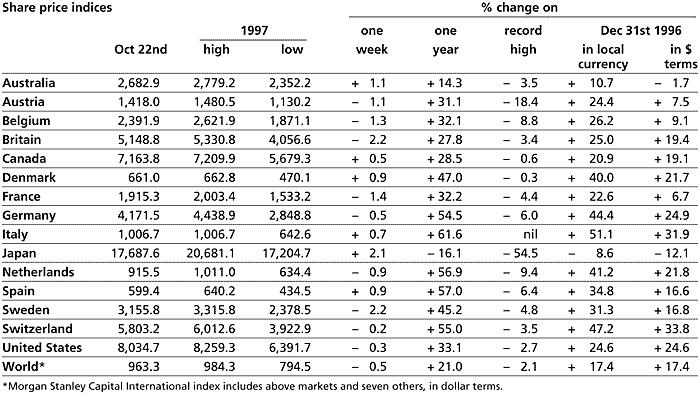 Share price indices % change on
1997 one one record Dec 31st 1996
Oct 22nd high low week year high in local in $
currency terms
Australia 2,682.9 2,779.2 2,352.2 + 1.1 + 14.3 – 3.5 + 10.7 – 1.7
Austria 1,418.0 1,480.5 1,130.2 – 1.1 + 31.1 – 18.4 + 24.4 + 7.5
Belgium 2,391.9 2,621.9 1,871.1 – 1.3 + 32.1 – 8.8 + 26.2 + 9.1
Britain 5,148.8 5,330.8 4,056.6 – 2.2 + 27.8 – 3.4 + 25.0 + 19.4
Canada 7,163.8 7,209.9 5,679.3 + 0.5 + 28.5 – 0.6 + 20.9 + 19.1
Denmark 661.0 662.8 470.1 + 0.9 + 47.0 – 0.3 + 40.0 + 21.7
France 1,915.3 2,003.4 1,533.2 – 1.4 + 32.2 – 4.4 + 22.6 + 6.7
Germany 4,171.5 4,438.9 2,848.8 – 0.5 + 54.5 – 6.0 + 44.4 + 24.9
Italy 1,006.7 1,006.7 642.6 + 0.7 + 61.6 nil + 51.1 + 31.9
Japan 17,687.6 20,681.1 17,204.7 + 2.1 – 16.1 – 54.5 – 8.6 – 12.1
Netherlands 915.5 1,011.0 634.4 – 0.9 + 56.9 – 9.4 + 41.2 + 21.8
Spain 599.4 640.2 434.5 + 0.9 + 57.0 – 6.4 + 34.8 + 16.6
Sweden 3,155.8 3,315.8 2,378.5 – 2.2 + 45.2 – 4.8 + 31.3 + 16.8
Switzerland 5,803.2 6,012.6 3,922.9 – 0.2 + 55.0 – 3.5 + 47.2 + 33.8
United States 8,034.7 8,259.3 6,391.7 – 0.3 + 33.1 – 2.7 + 24.6 + 24.6
World* 963.3 984.3 794.5 – 0.5 + 21.0 – 2.1 + 17.4 + 17.4
*Morgan Stanley Capital International index includes above markets and seven others, in dollar terms.